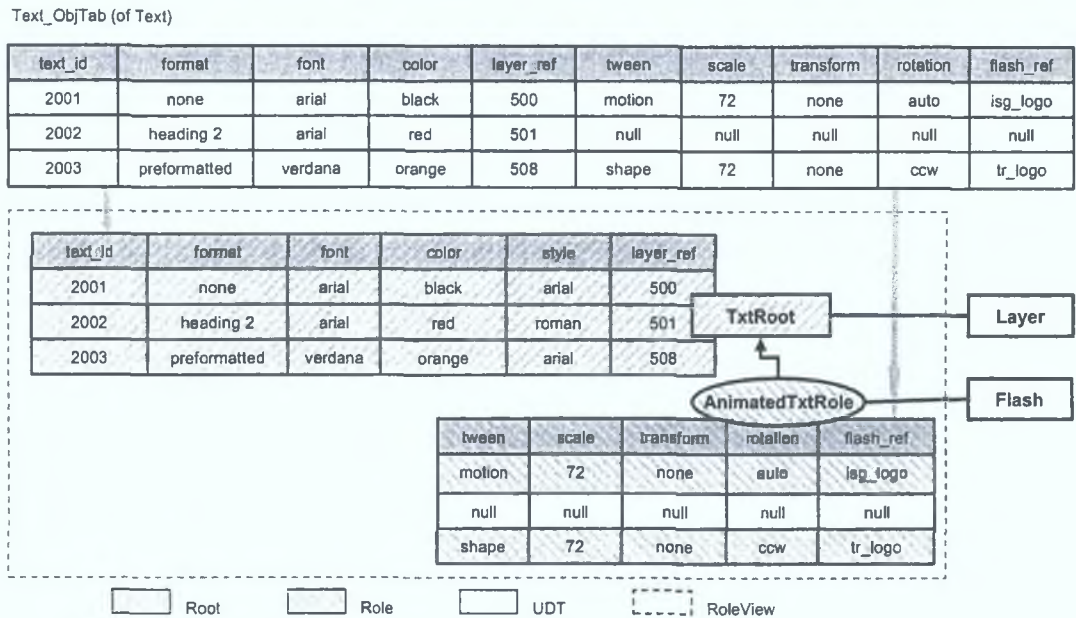 Text_ObjTab (of Text)
text_id format font color layer_ref tween scale transform rotation flash_ref
2001 none arial black 500 motion 72 none auto isg_logo
2002 heading 2 arial red 501 null null null null null
2003 preformatted verdana orange 508 shape 72 none ccw tr_logo
text_id format font color style layer_ref
2001 none arial black arial 500
2002 heading 2 arial red roman 501
2003 preformatted verdana orange arial 508
TxtRoot
Layer
AnimatedTxtRole
Flash
tween scale transform rotation flash_ref
motion 72 none auto isg_logo
null null null null null
shape 72 none ccw tr_logo
Root Role UDT RoleView